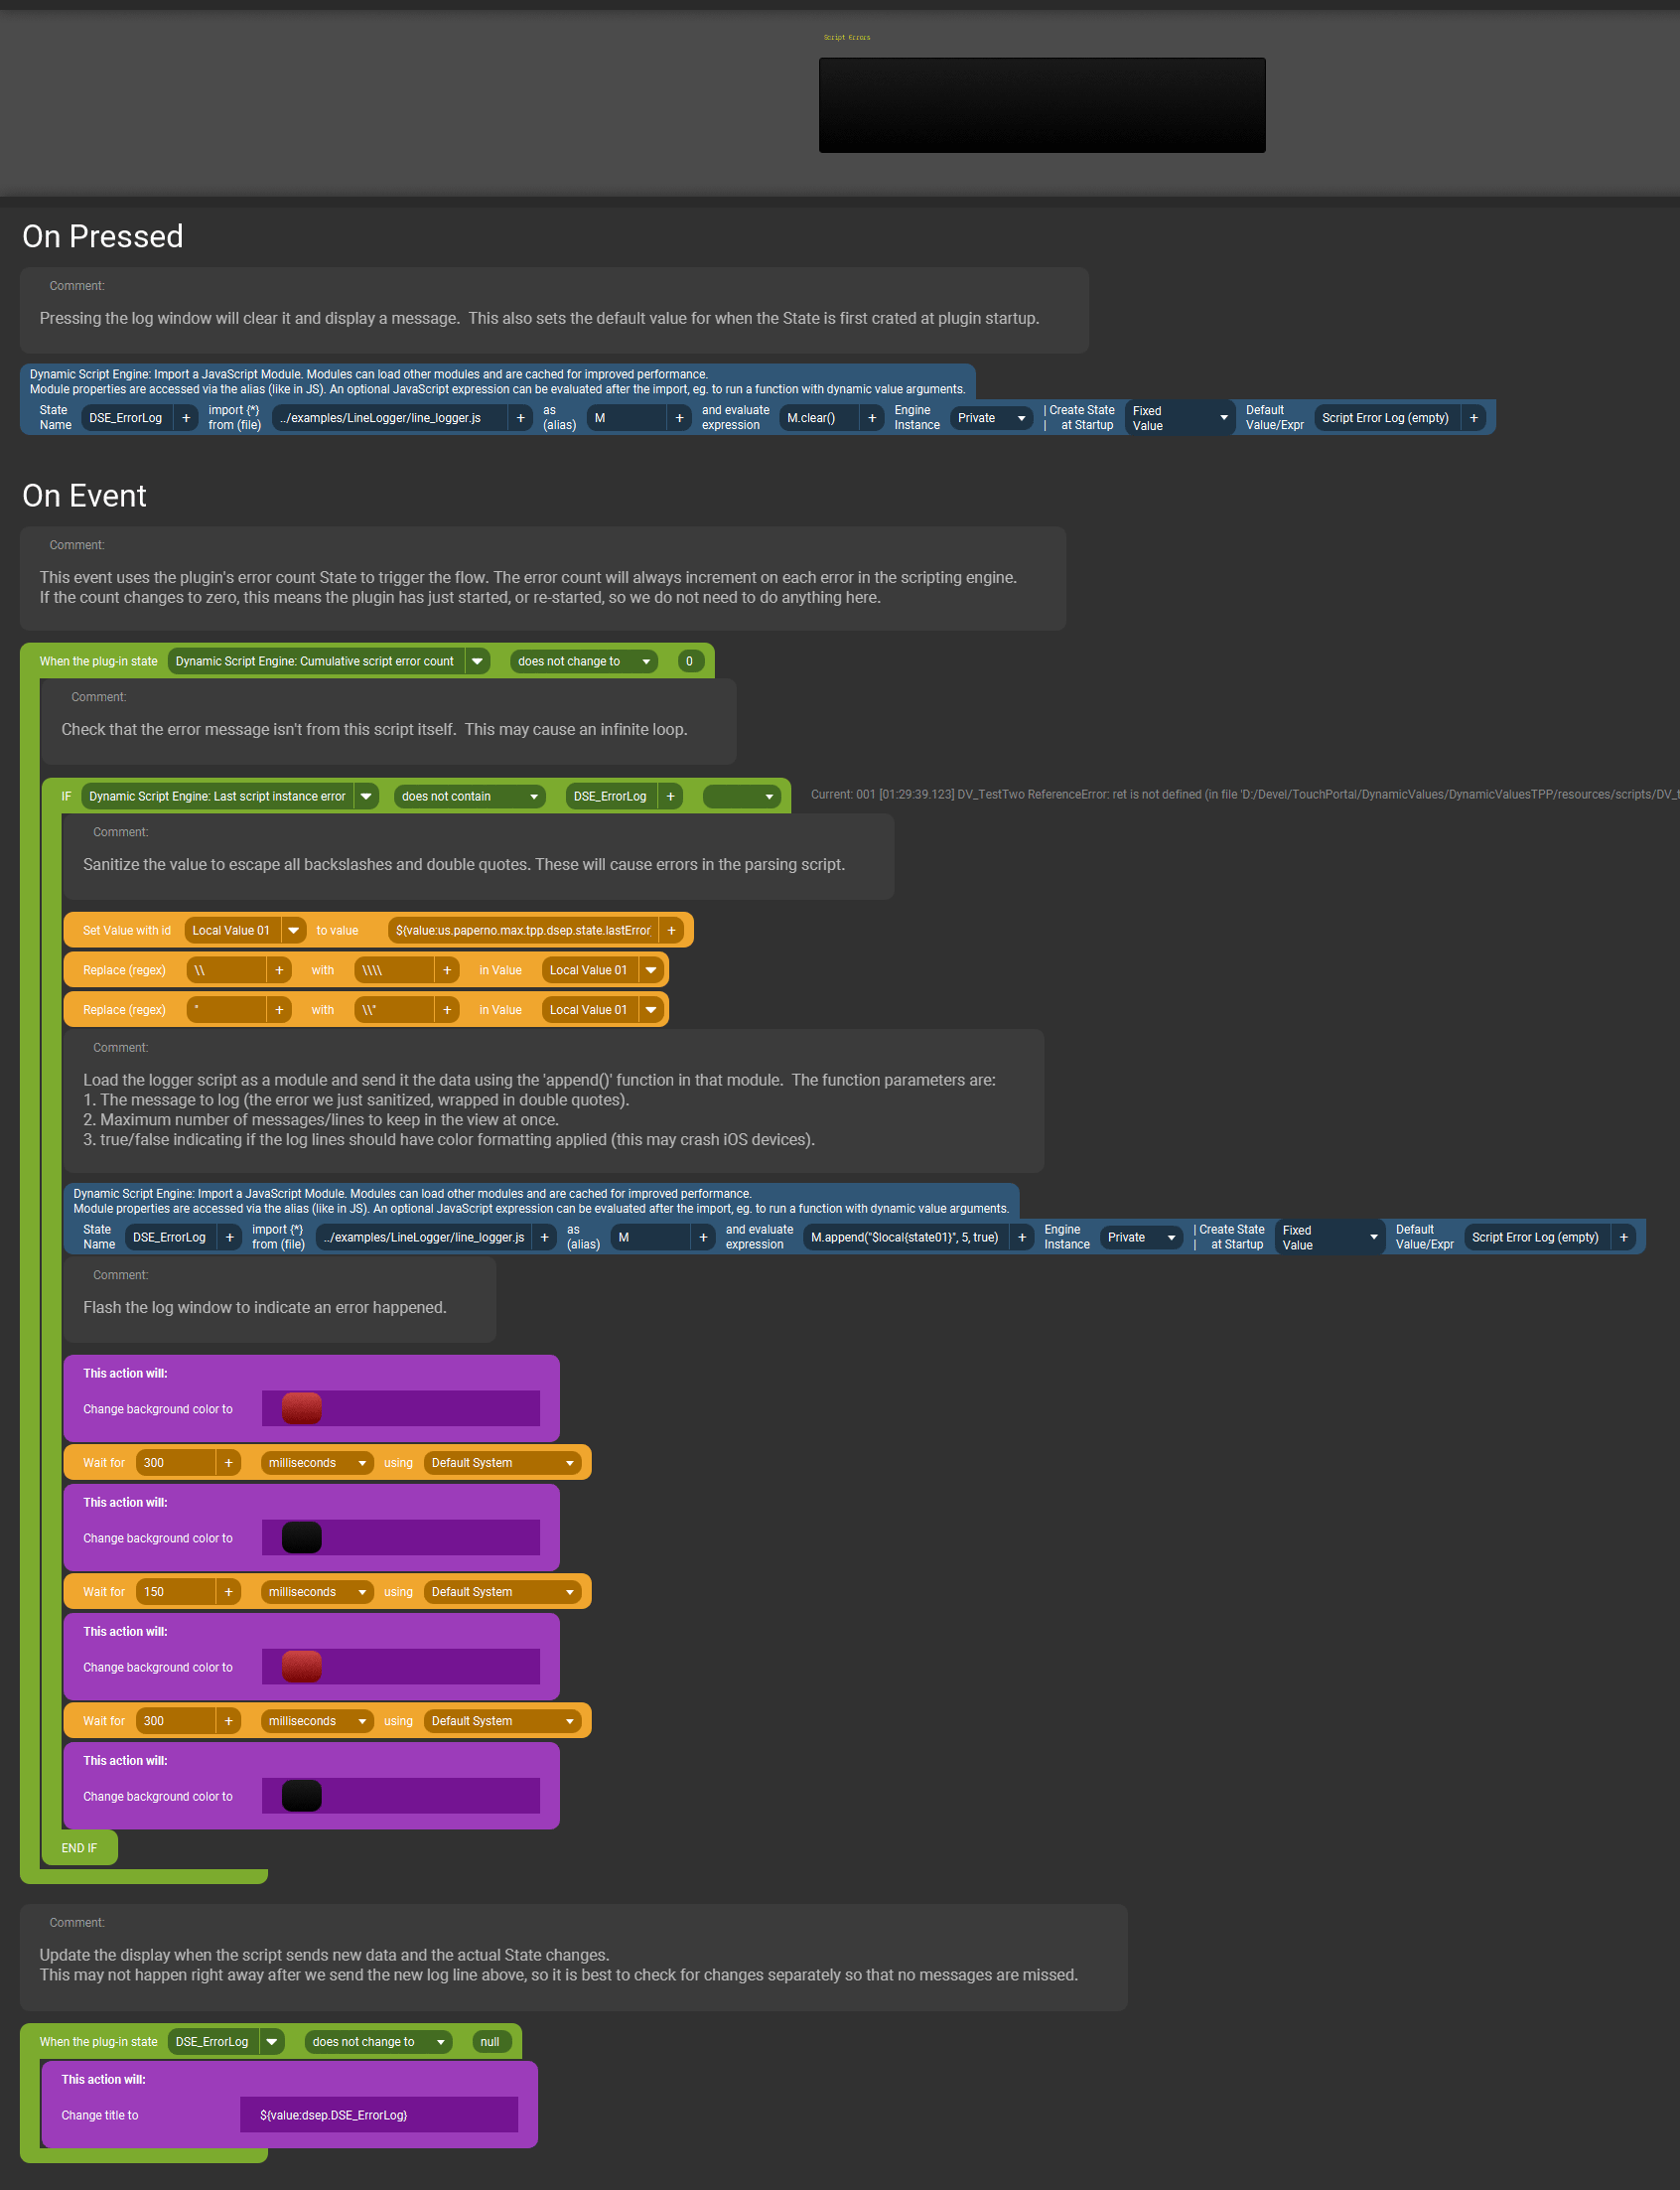 Script Errors
On Pressed
Comment:
Pressing the log window will clear it and display a message.  This also sets the default value for when the State is first crated at plugin startup.
Dynamic Script Engine: Import a JavaScript Module. Modules can load other modules and are cached for improved performance.
Module properties are accessed via the alias (like in JS). An optional JavaScript expression can be evaluated after the import, eg. to run a function with dynamic value arguments.
State Name DSE_ErrorLog + import {*} from (file) ../examples/LineLogger/line_logger.js + as (alias) M + and evaluate expression M.clear() + Engine Instance Private | Create State | at Startup Fixed Value Default Value/Expr Script Error Log (empty) +
On Event
Comment:
This event uses the plugin's error count State to trigger the flow. The error count will always increment on each error in the scripting engine.
If the count changes to zero, this means the plugin has just started, or re-started, so we do not need to do anything here.
When the plug-in state Dynamic Script Engine: Cumulative script error count does not change to 0
Comment:
Check that the error message isn't from this script itself.  This may cause an infinite loop.
IF Dynamic Script Engine: Last script instance error does not contain DSE_ErrorLog + Current: 001 [01:29:39.123] DV_TestTwo ReferenceError: ret is not defined (in file 'D:/Devel/TouchPortal/DynamicValues/DynamicValuesTPP/resources/scripts/DV_t
Comment:
Sanitize the value to escape all backslashes and double quotes. These will cause errors in the parsing script.
Set Value with id Local Value 01 to value ${value:us.paperno.max.tpp.dsep.state.lastError +
Replace (regex) \\ + with \\\\ + in Value Local Value 01
Replace (regex) " + with \\" + in Value Local Value 01
Comment:
Load the logger script as a module and send it the data using the 'append()' function in that module.  The function parameters are:
1. The message to log (the error we just sanitized, wrapped in double quotes).
2. Maximum number of messages/lines to keep in the view at once.
3. true/false indicating if the log lines should have color formatting applied (this may crash iOS devices).
Dynamic Script Engine: Import a JavaScript Module. Modules can load other modules and are cached for improved performance.
Module properties are accessed via the alias (like in JS). An optional JavaScript expression can be evaluated after the import, eg. to run a function with dynamic value arguments.
State Name DSE_ErrorLog + import {*} from (file) ../examples/LineLogger/line_logger.js + as (alias) M + and evaluate expression M.append("$local{state01}", 5, true) + Engine Instance Private | Create State | at Startup Fixed Value Default Value/Expr Script Error Log (empty) +
Comment:
Flash the log window to indicate an error happened.
This action will:
Change background color to
Wait for 300 + milliseconds using Default System
This action will:
Change background color to
Wait for 150 + milliseconds using Default System
This action will:
Change background color to
Wait for 300 + milliseconds using Default System
This action will:
Change background color to
END IF
Comment:
Update the display when the script sends new data and the actual State changes.
This may not happen right away after we send the new log line above, so it is best to check for changes separately so that no messages are missed.
When the plug-in state DSE_ErrorLog does not change to null
This action will:
Change title to ${value:dsep.DSE_ErrorLog}